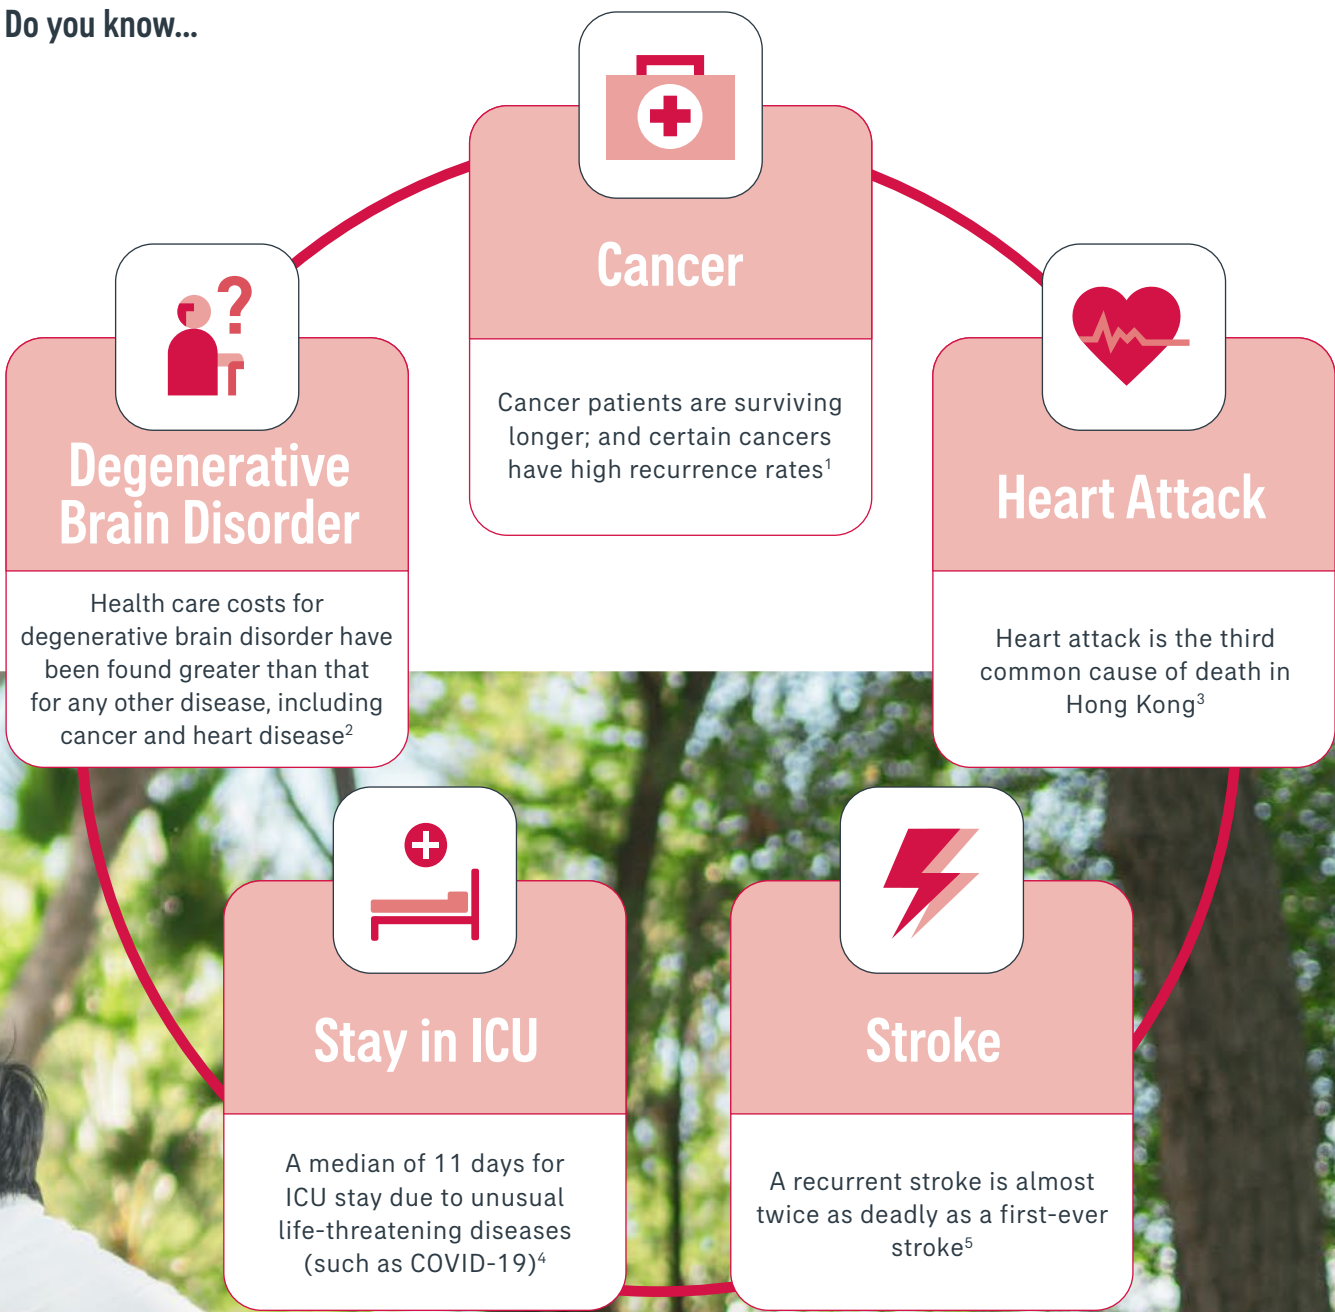 Do you know...
Cancer
Cancer patients are surviving
longer; and certain cancers
have high recurrence rates¹
Degenerative
Brain Disorder
Health care costs for
degenerative brain disorder have
been found greater than that
for any other disease, including
cancer and heart disease²
Heart Attack
Heart attack is the third
common cause of death in
Hong Kong³
Stay in ICU
A median of 11 days for
ICU stay due to unusual
life-threatening diseases
(such as COVID-19)⁴
Stroke
A recurrent stroke is almost
twice as deadly as a first-ever
stroke⁵